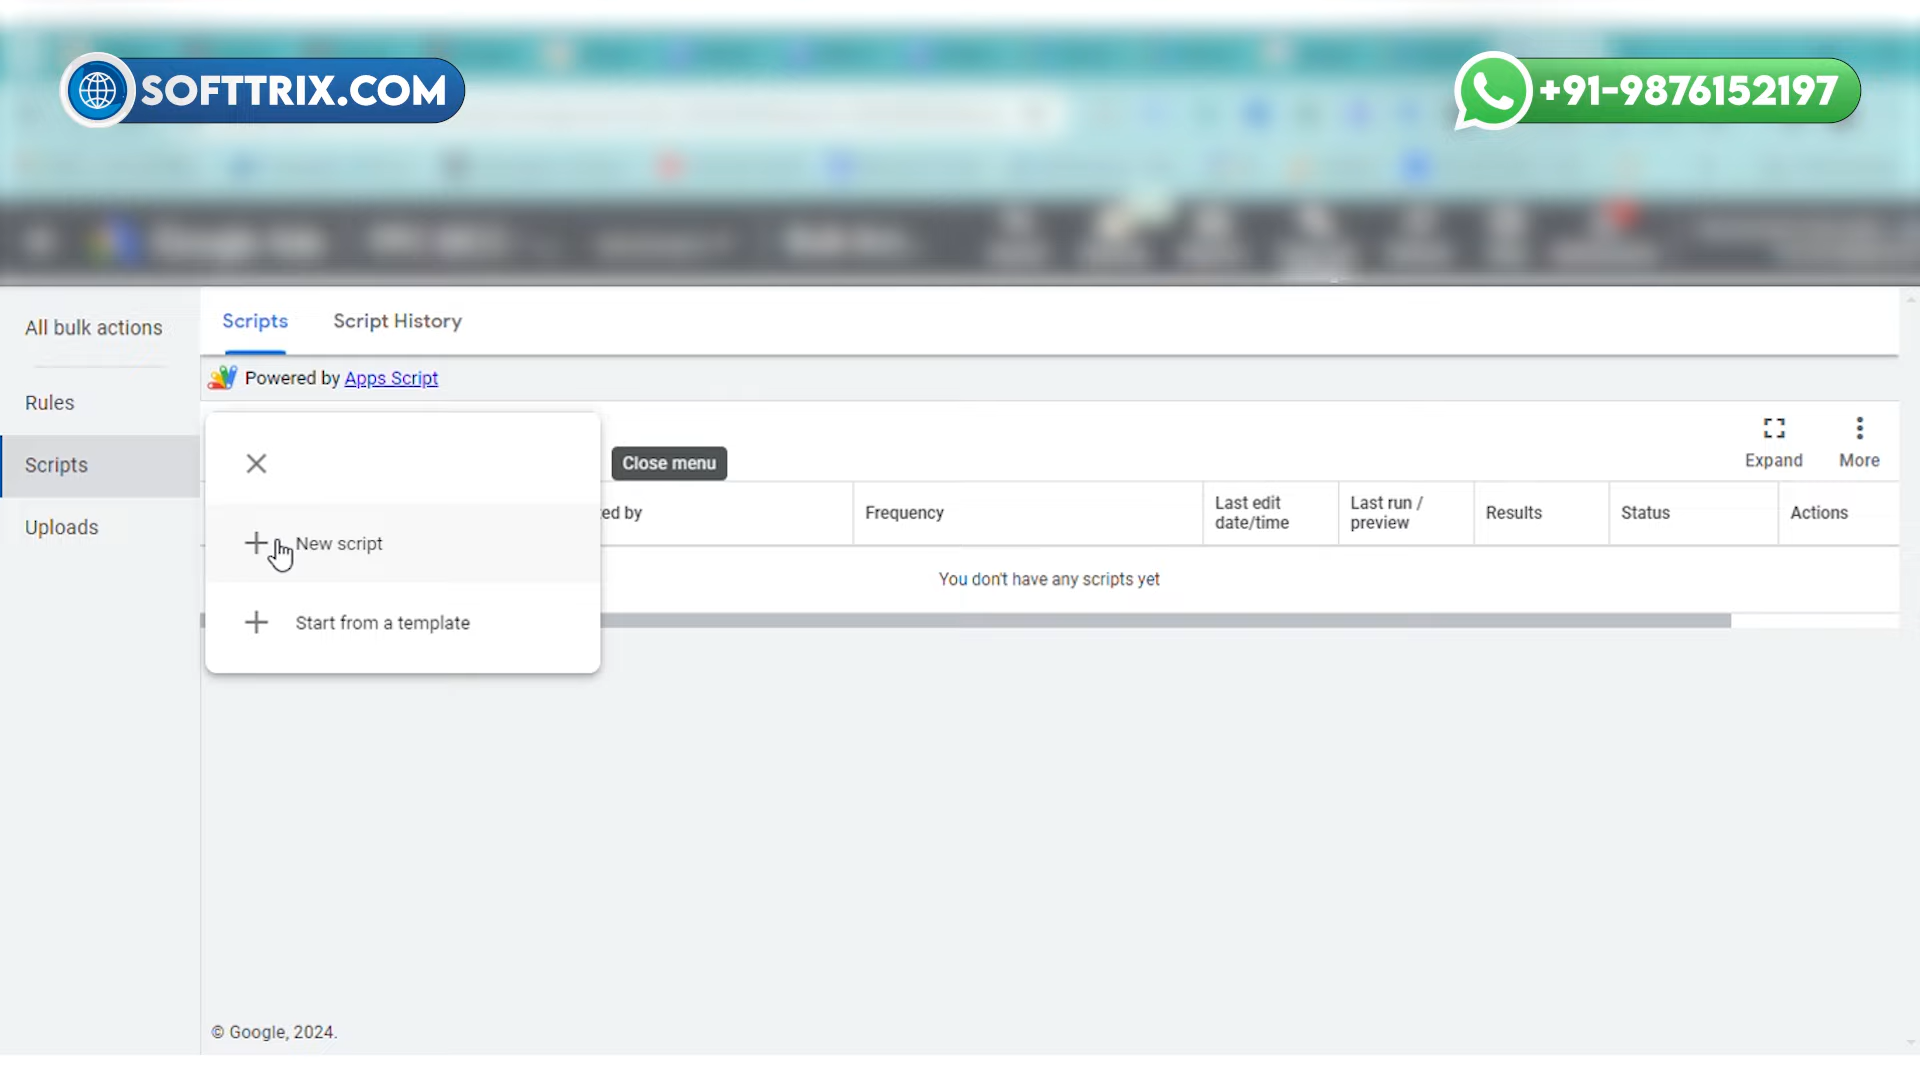 SOFTTRIX.COM
+91-9876152197
All bulk actions
Rules
Scripts
Uploads
Scripts
Script History
Powered by Apps Script
Close menu
New script
Start from a template
Expand
More
ed by
Frequency
Last edit
date/time
Last run /
preview
Results
Status
Actions
You don't have any scripts yet
© Google, 2024.